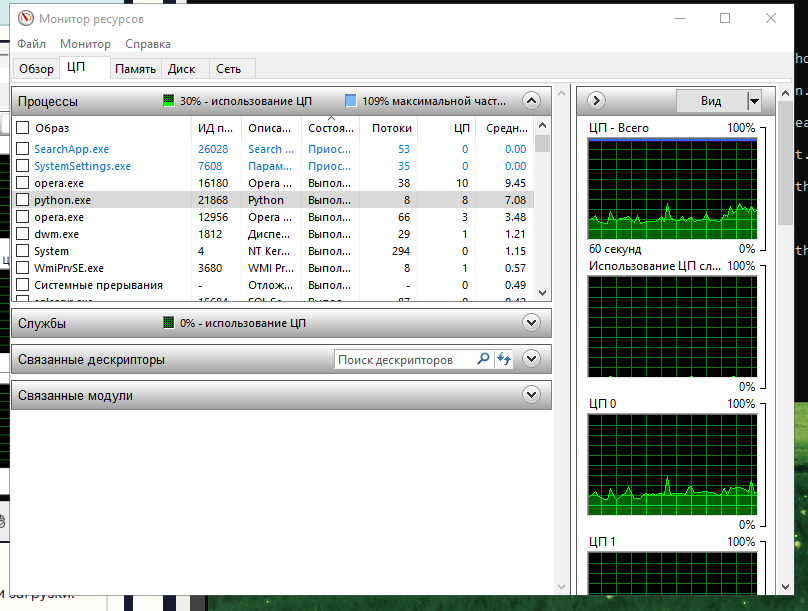 Монитор ресурсов
Файл Монитор Справка
Обзор ЦП Память Диск Сеть
Процессы 30% - использование ЦП 109% максимальной част...
Образ ИД п... Описа... Состоя... Потоки ЦП Средн...
SearchApp.exe 26028 Search ... Приос... 53 0 0.00
SystemSettings.exe 7608 Парам... Приос... 35 0 0.00
opera.exe 16180 Opera ... Выпол... 38 10 9.45
python.exe 21868 Python Выпол... 8 8 7.08
opera.exe 12956 Opera ... Выпол... 66 3 3.48
dwm.exe 1812 Диспе... Выпол... 29 1 1.21
System 4 NT Ker... Выпол... 294 0 1.15
WmiPrvSE.exe 3680 WMI Pr... Выпол... 8 1 0.57
Системные прерывания - Отлож... Выпол... - 0 0.49
Службы 0% - использование ЦП
Связанные дескрипторы Поиск дескрипторов
Связанные модули
Вид
ЦП - Всего 100%
60 секунд 0%
Использование ЦП сл... 100%
0%
ЦП 0 100%
0%
ЦП 1 100%
и загрузки.